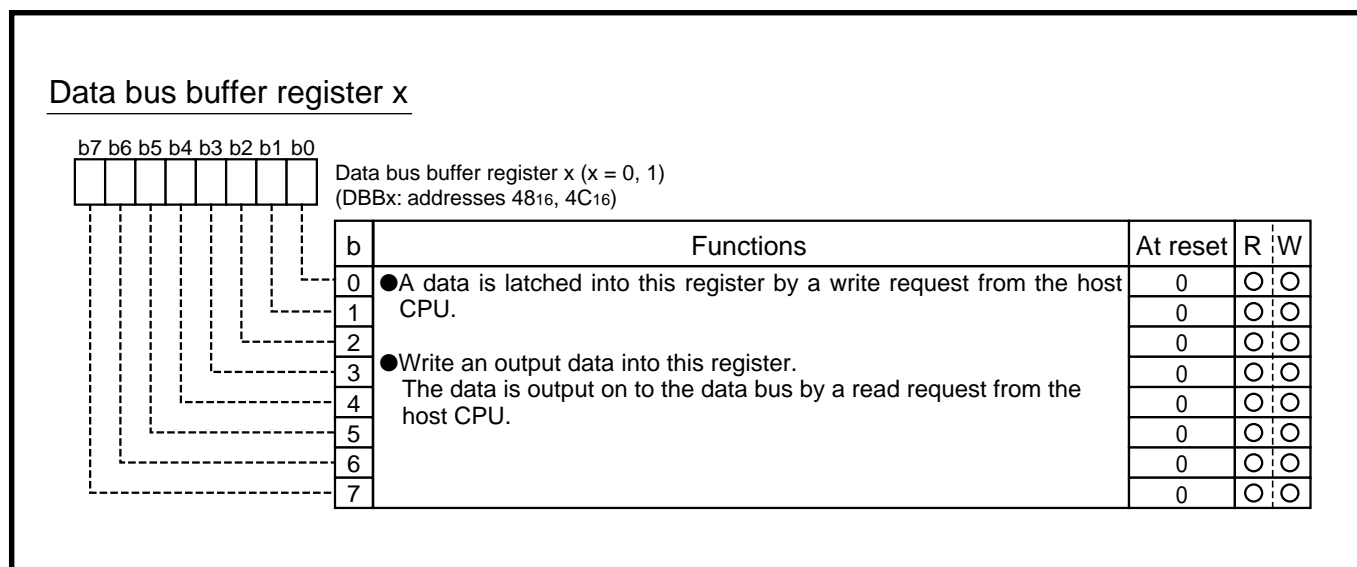 Data bus buffer register x
b7 b6 b5 b4 b3 b2 b1 b0
Data bus buffer register x (x = 0, 1)
(DBBx: addresses 4816, 4C16)
b Functions At reset R W
0 ●A data is latched into this register by a write request from the host 0 ○ ○
1 CPU. 0 ○ ○
2 0 ○ ○
●Write an output data into this register.
3 0 ○ ○
The data is output on to the data bus by a read request from the
4 0 ○ ○
host CPU.
5 0 ○ ○
6 0 ○ ○
7 0 ○ ○